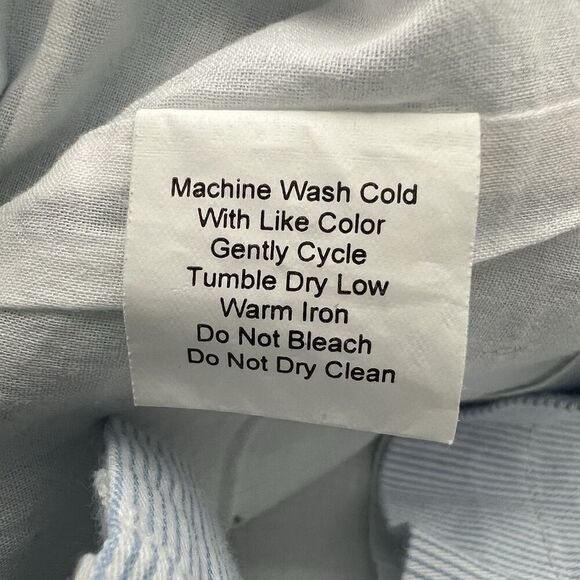 Machine Wash Cold
With Like Color
Gently Cycle
Tumble Dry Low
Warm Iron
Do Not Bleach
Do Not Dry Clean